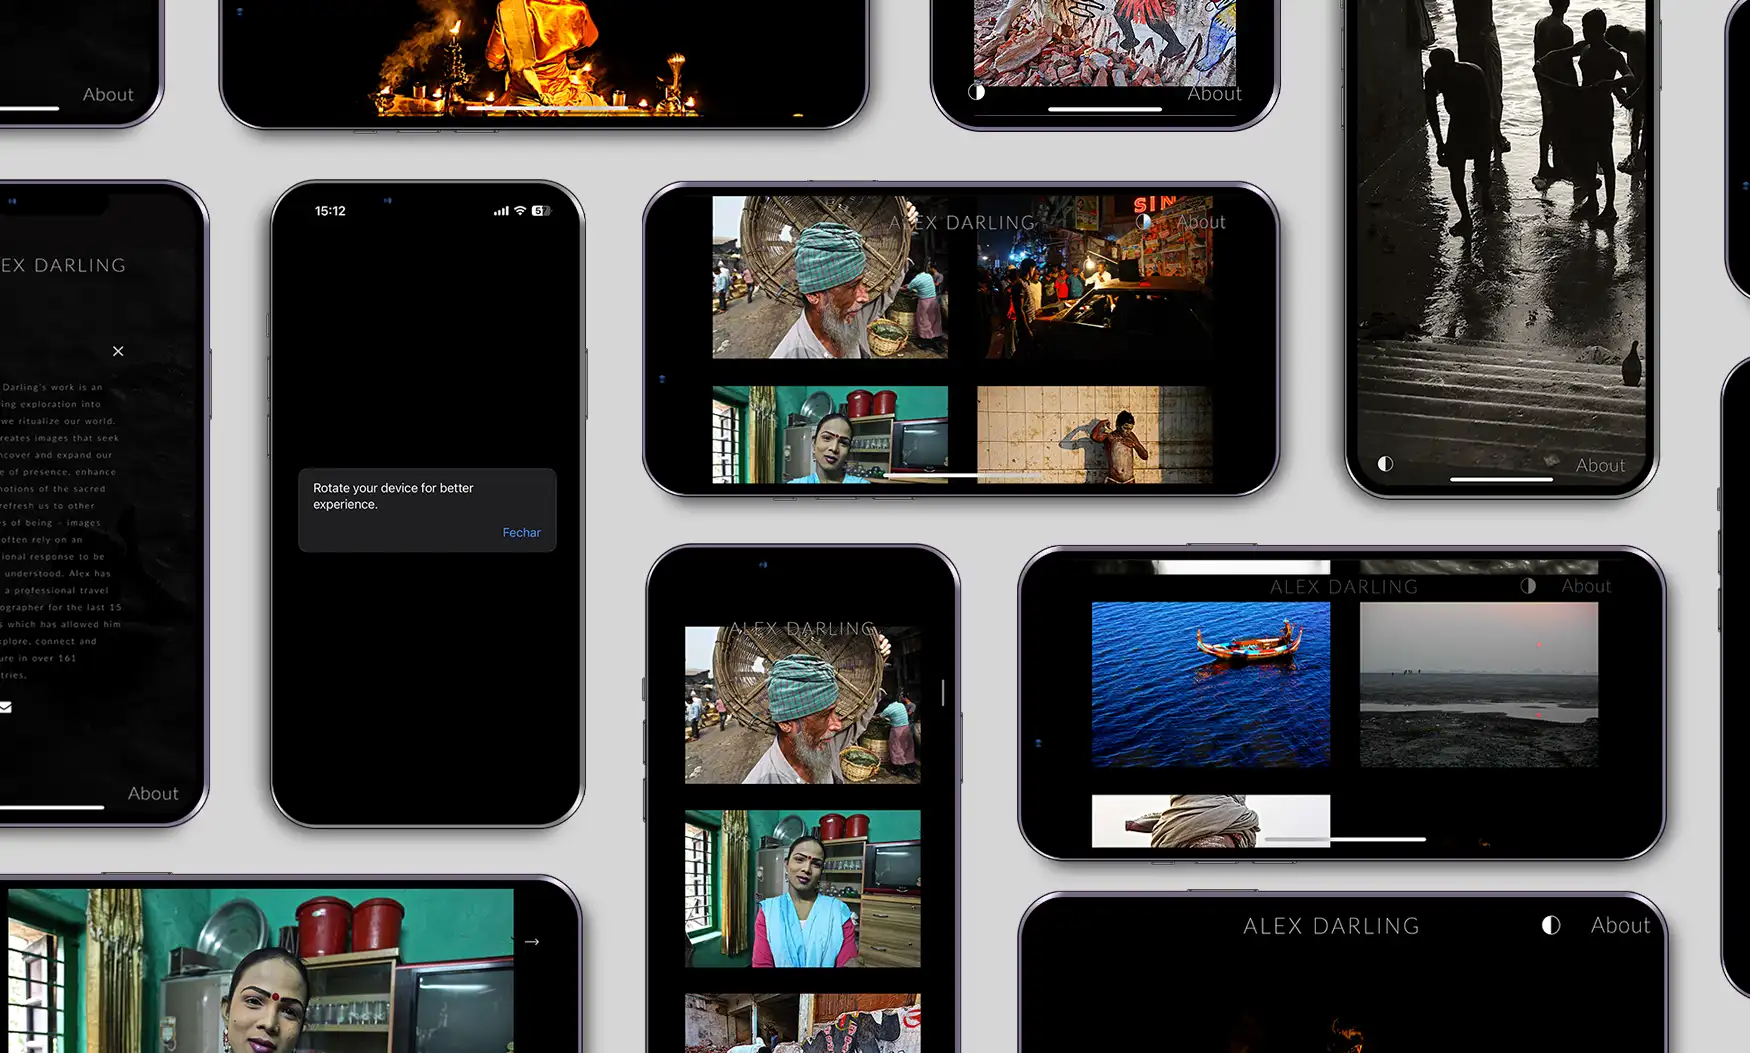 About
About
EX DARLING
Darling's work is an
ing exploration into
we ritualize our world.
reates images that seek
ncover and expand our
e of presence, enhance
notions of the sacred
refresh us to other
s of being – images
often rely on an
ional response to be
understood. Alex has
a professional travel
ographer for the last 15
s which has allowed him
xplore, connect and
ure in over 161
tries.
About
15:12
57
Rotate your device for better
experience.
Fechar
SIN
ALEX DARLING
About
About
ALEX DARLING
ALEX DARLING
About
ALEX DARLING
About